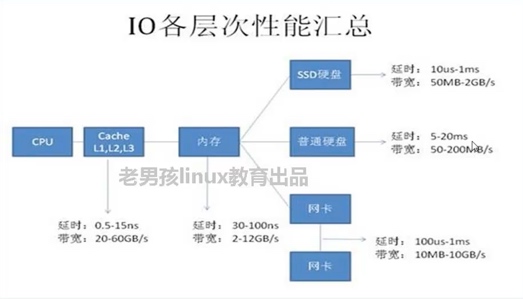 IO各层次性能汇总
SSD硬盘
延时: 10us-1ms
带宽: 50MB-2GB/s
CPU
Cache
L1,L2,L3
内存
普通硬盘
延时: 5-20ms
带宽: 50-200MB/s
老男孩linux教育出品
延时: 0.5-15ns
带宽: 20-60GB/s
延时: 30-100ns
带宽: 2-12GB/s
网卡
延时: 100us-1ms
带宽: 10MB-10GB/s
网卡